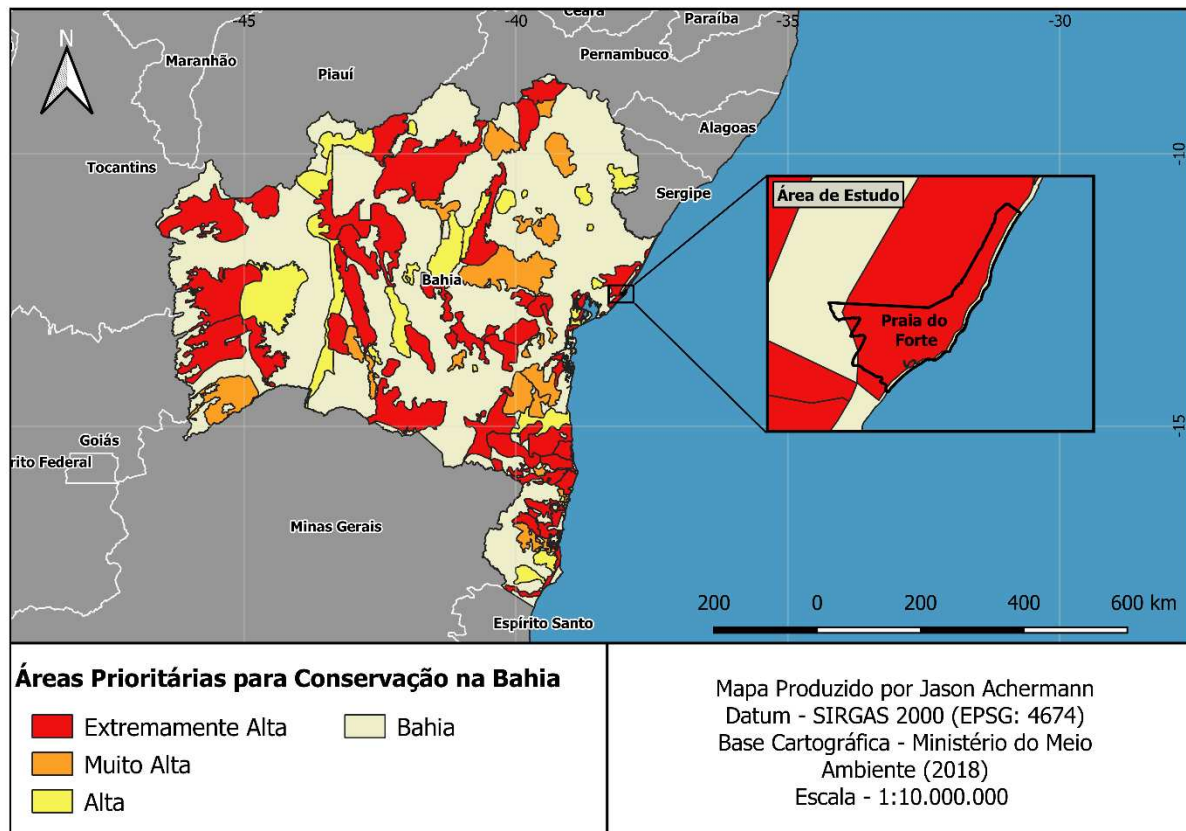 -45
-40
-35
-30
N
Ceará
Paraíba
Maranhão
Piauí
Pernambuco
Alagoas
-10
Tocantins
Sergipe
Área de Estudo
Bahia
Praia do
Forte
-15
Goiás
rito Federal
Minas Gerais
200 0 200 400 600 km
Espírito Santo
Áreas Prioritárias para Conservação na Bahia
Extremamente Alta
Bahia
Muito Alta
Alta
Mapa Produzido por Jason Achermann
Datum - SIRGAS 2000 (EPSG: 4674)
Base Cartográfica - Ministério do Meio
Ambiente (2018)
Escala - 1:10.000.000